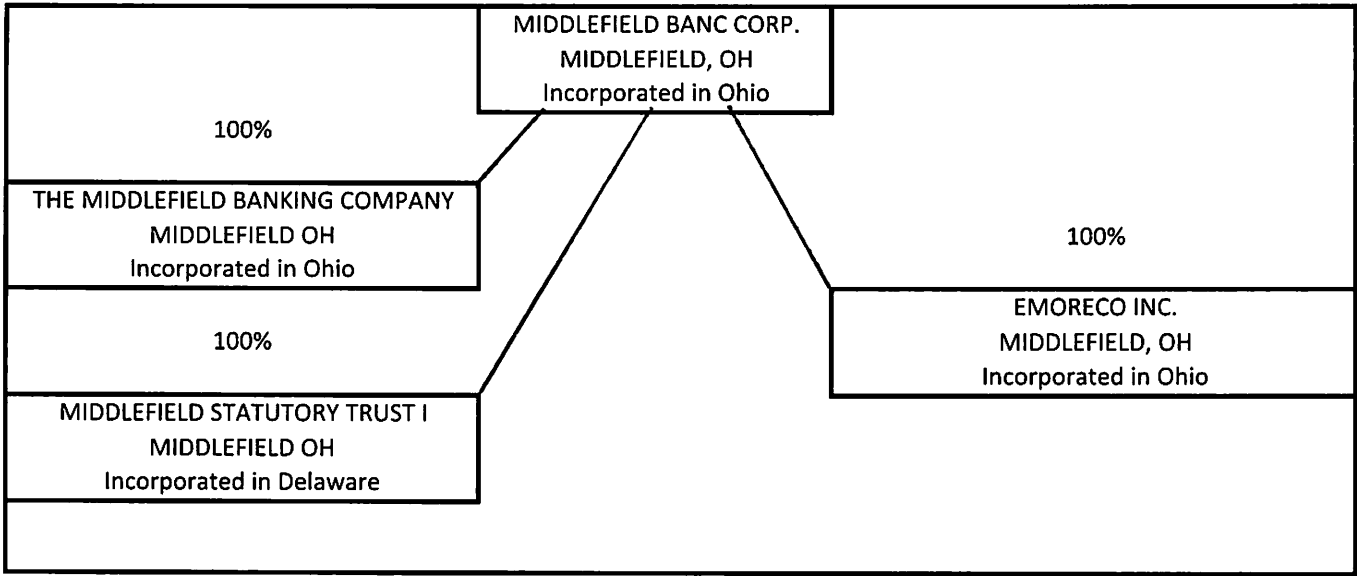 MIDDLEFIELD BANC CORP.
MIDDLEFIELD, OH
Incorporated in Ohio
100%
THE MIDDLEFIELD BANKING COMPANY
MIDDLEFIELD OH
Incorporated in Ohio
100%
EMORECO INC.
MIDDLEFIELD, OH
Incorporated in Ohio
100%
MIDDLEFIELD STATUTORY TRUST I
MIDDLEFIELD OH
Incorporated in Delaware